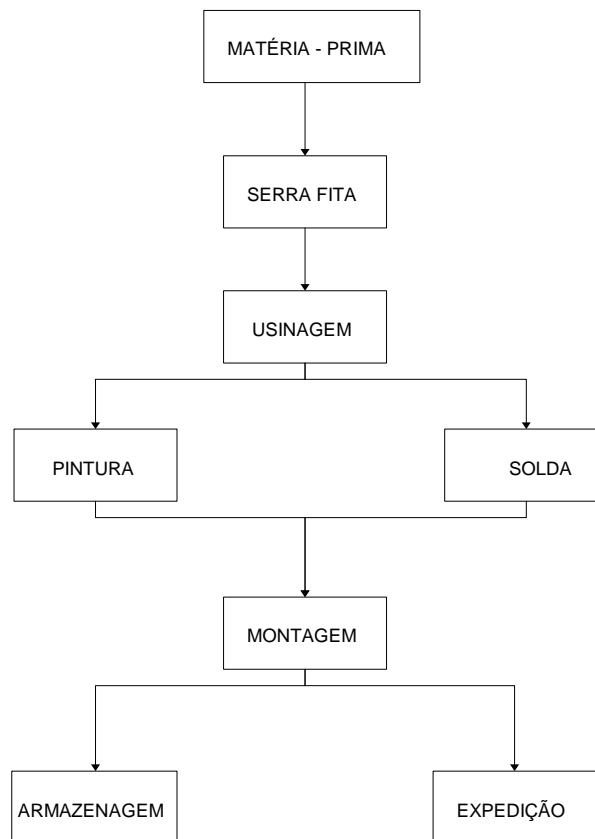 MATÉRIA - PRIMA
SERRA FITA
USINAGEM
PINTURA
SOLDA
MONTAGEM
ARMAZENAGEM
EXPEDIÇÃO